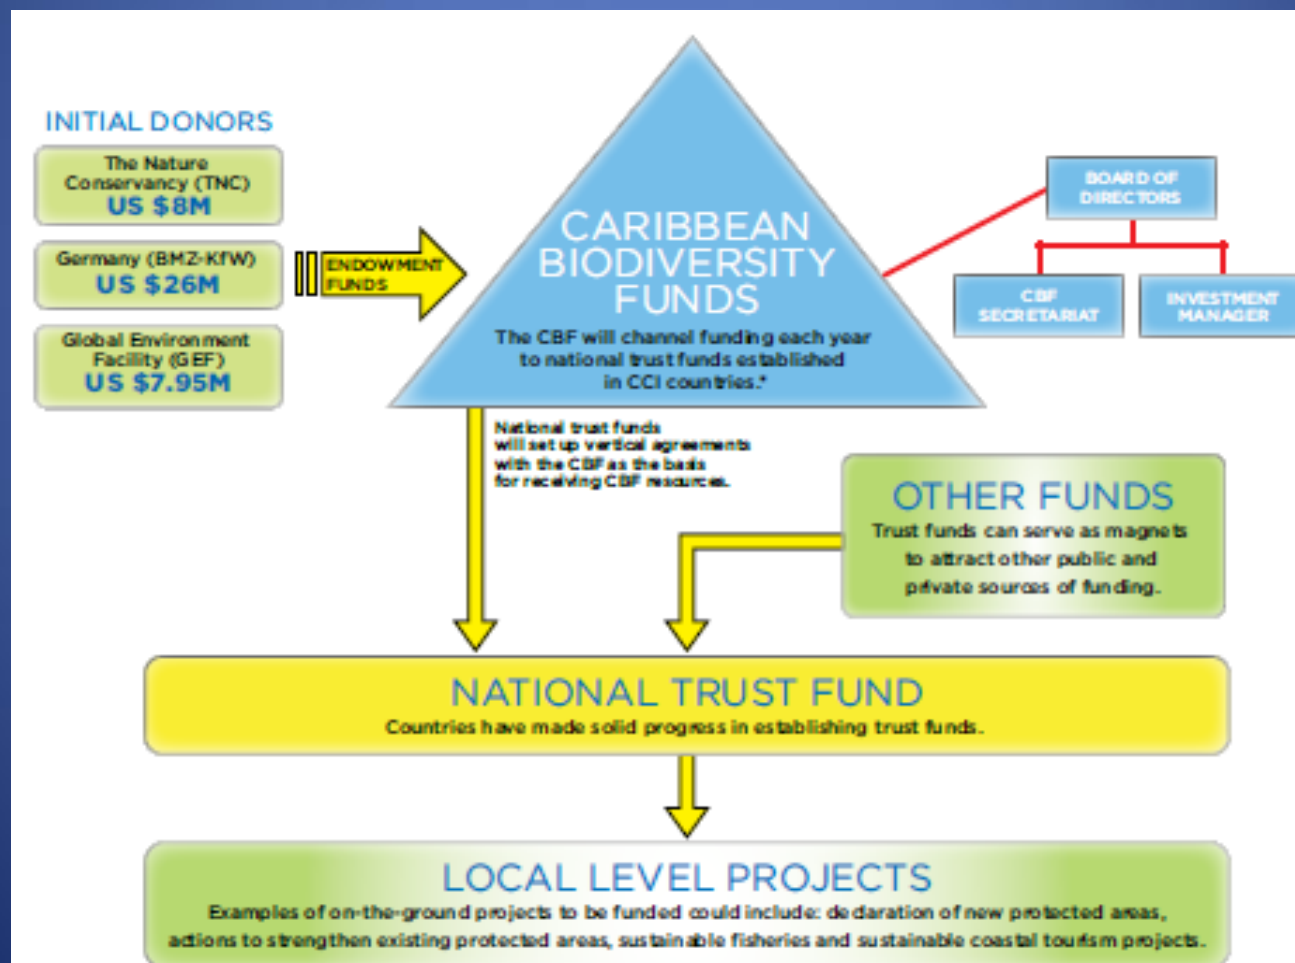 INITIAL DONORS
The Nature
Conservancy (TNC)
US $8M
Germany (BMZ-KfW)
US $26M
Global Environment
Facility (GEF)
US $7.95M
ENDOWMENT
FUNDS
CARIBBEAN
BIODIVERSITY
FUNDS
The CBF will channel funding each year
to national trust funds established
in CCI countries.*
BOARD OF
DIRECTORS
CBF
SECRETARIAT
INVESTMENT
MANAGER
National trust funds
will set up vertical agreements
with the CBF as the basis
for receiving CBF resources.
OTHER FUNDS
Trust funds can serve as magnets
to attract other public and
private sources of funding.
NATIONAL TRUST FUND
Countries have made solid progress in establishing trust funds.
LOCAL LEVEL PROJECTS
Examples of on-the-ground projects to be funded could include: declaration of new protected areas,
actions to strengthen existing protected areas, sustainable fisheries and sustainable coastal tourism projects.